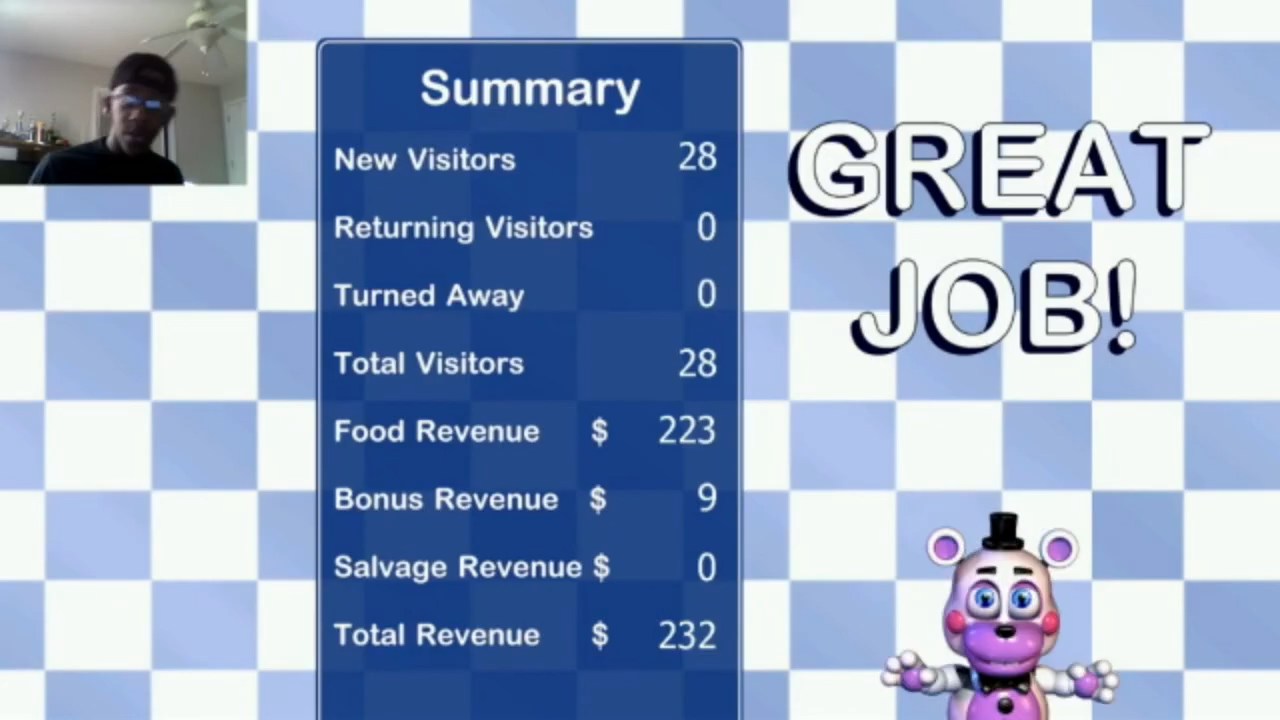 Summary
New Visitors 28
Returning Visitors 0
Turned Away 0
Total Visitors 28
Food Revenue $ 223
Bonus Revenue $ 9
Salvage Revenue $ 0
Total Revenue $ 232
GREAT
JOB!